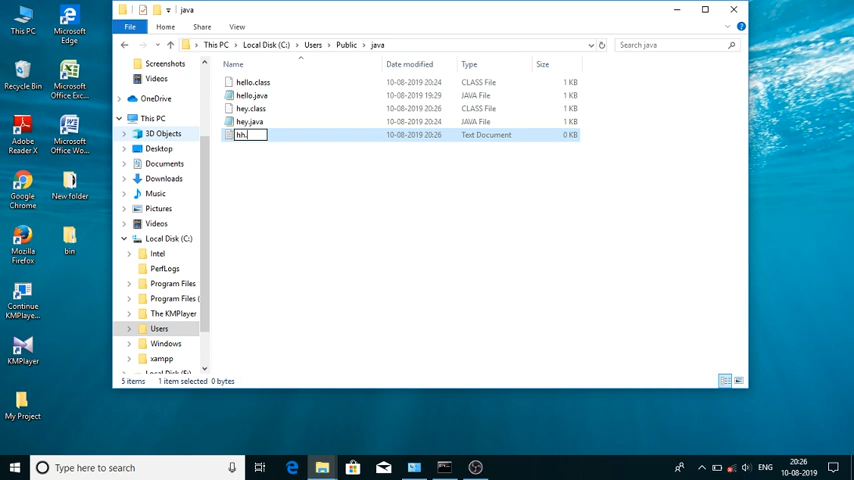 This PC
Microsoft Edge
Recycle Bin
Microsoft Office Exc...
Adobe Reader X
Microsoft Office Wo...
Google Chrome
New folder
Mozilla Firefox
bin
Continue KMPlaye...
KMPlayer
My Project
java
File Home Share View
This PC > Local Disk (C:) > Users > Public > java
Search java
Name Date modified Type Size
Screenshots
Videos
OneDrive
This PC
3D Objects
Desktop
Documents
Downloads
Music
Pictures
Videos
Local Disk (C:)
Intel
PerfLogs
Program Files
Program Files (
The KMPlayer
Users
Windows
xampp
hello.class 10-08-2019 20:24 CLASS File 1 KB
hello.java 10-08-2019 19:29 JAVA File 1 KB
hey.class 10-08-2019 20:26 CLASS File 1 KB
hey.java 10-08-2019 20:24 JAVA File 1 KB
hh. 10-08-2019 20:26 Text Document 0 KB
5 items 1 item selected 0 bytes
Type here to search
ENG
20:26
10-08-2019